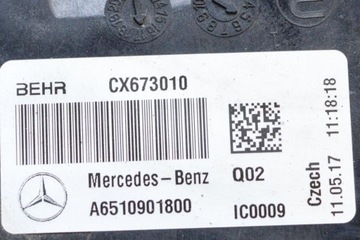 BEHR CX673010
Mercedes-Benz Q02
A6510901800 IC0009
Czech
11.05.17 11:18:18